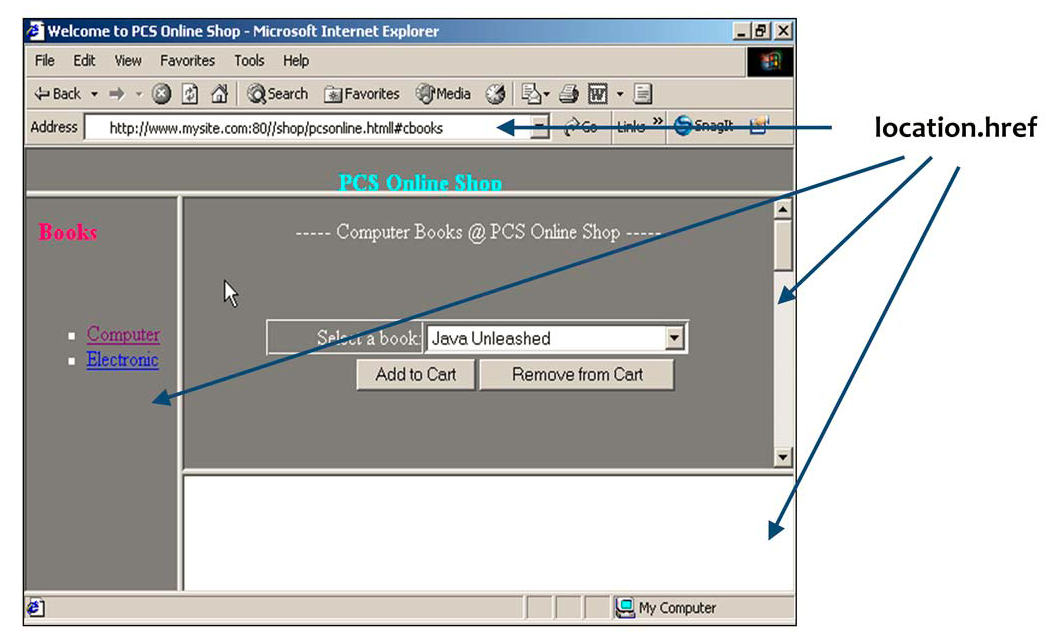 Welcome to PCS Online Shop - Microsoft Internet Explorer
File Edit View Favorites Tools Help
Back Search Favorites Media
Address http://www.mysite.com:80//shop/pcsonline.htmll#cbooks Go Links » SnagIt
location.href
PCS Online Shop
Books
----- Computer Books @ PCS Online Shop -----
Computer
Electronic
Select a book: Java Unleashed
Add to Cart Remove from Cart
My Computer